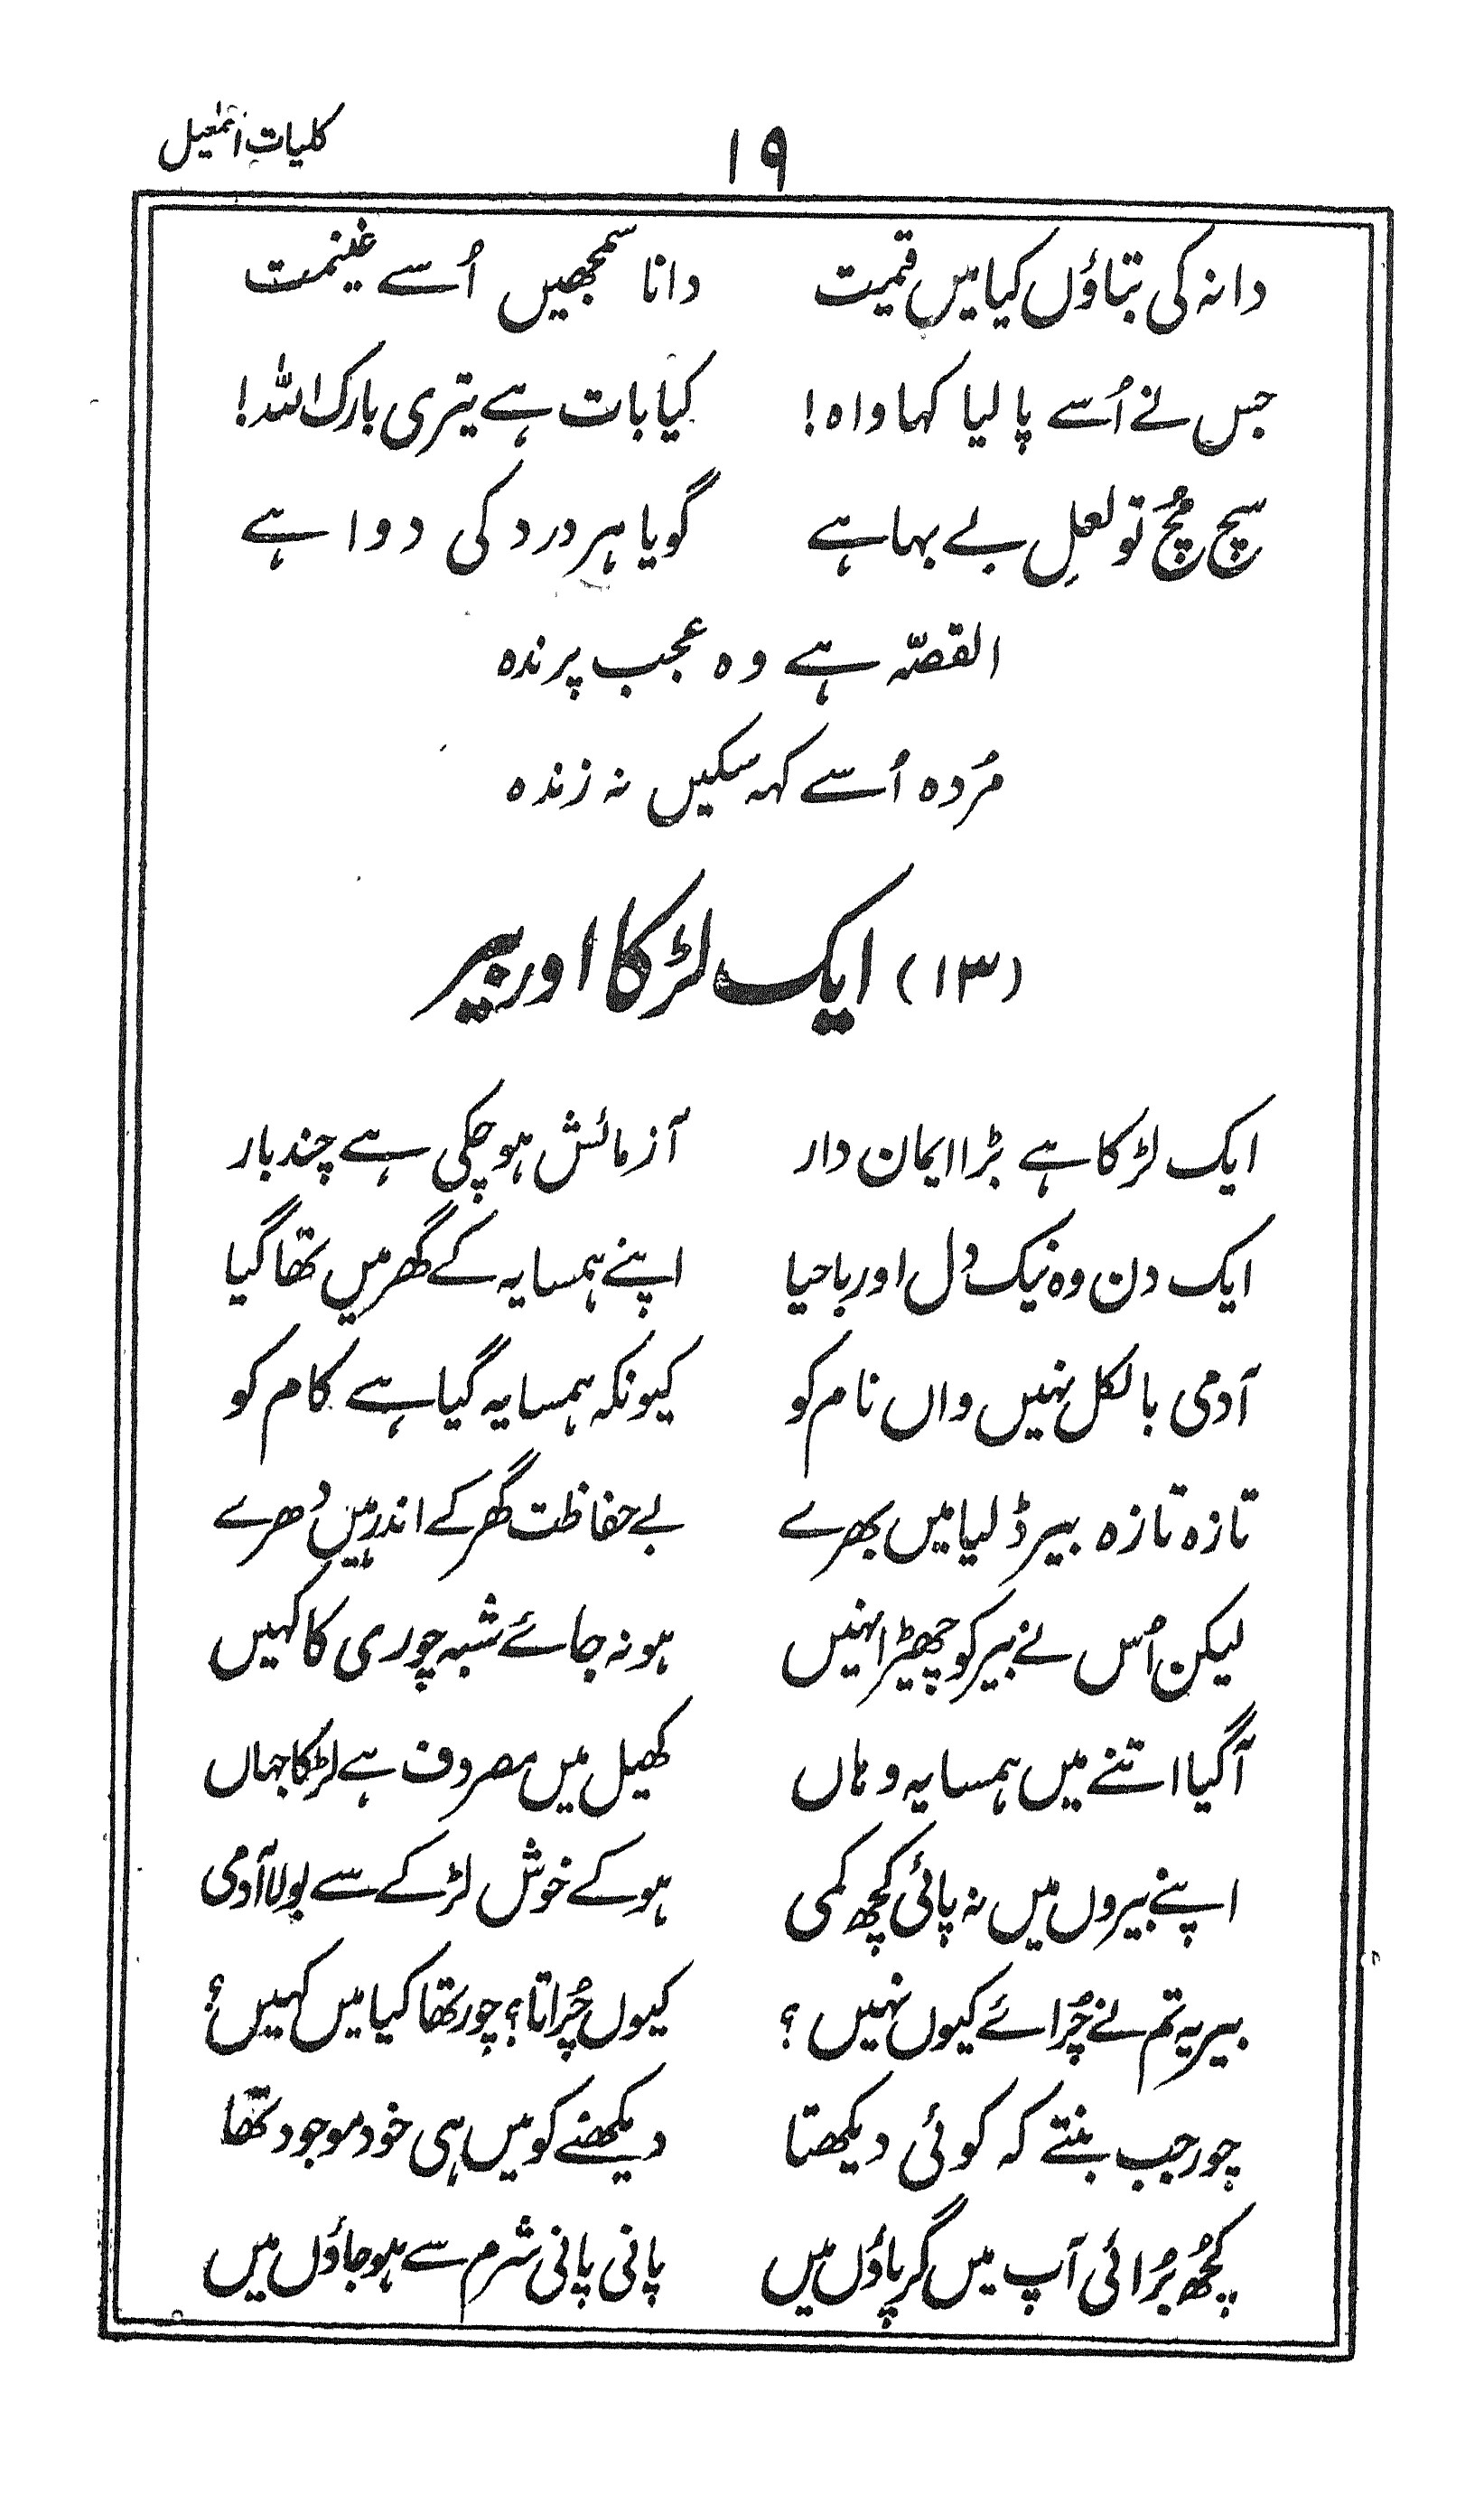 ۱۹ کلیاتِ اسمٰعیل
دانہ کی بتاؤں کیا میں قیمت دانا سمجھیں اُسے غنیمت
جس نے اُسے پا لیا کہا واہ! کیا بات ہے تیری بارک اللہ!
سچ مُچ تو لعلِ بے بہا ہے گویا ہر درد کی دوا ہے
القصّہ ہے وہ عجب پرندہ
مُردہ اُسے کہہ سکیں نہ زندہ
(۱۳) ایک لڑکا اور بیر
ایک لڑکا ہے بڑا ایمان دار آزمائش ہو چکی ہے چند بار
ایک دن وہ نیک دل اور باحیا اپنے ہمسایہ کے گھر میں تھا گیا
آدمی بالکل نہیں واں نام کو کیونکہ ہمسایہ گیا ہے کام کو
تازہ تازہ بیر ڈلیا میں بھرے بے حفاظت گھر کے اندر ہیں دھرے
لیکن اُس نے بیر کو چھیڑا نہیں ہو نہ جائے شبہ چوری کا کہیں
آگیا اتنے میں ہمسایہ وہاں کھیل میں مصروف ہے لڑکا جہاں
اپنے بیروں میں نہ پائی کچھ کمی ہو کے خوش لڑکے سے بولا آدمی
بیر یہ تم نے چُرائے کیوں نہیں؟ کیوں چُراتا؟ چور تھا کیا میں کہیں؟
چور جب بنتے کہ کوئی دیکھتا دیکھنے کو میں ہی خود موجود تھا
کچُھ بُرائی آپ میں گر پاؤں میں پانی پانی شرم سے ہو جاؤں میں